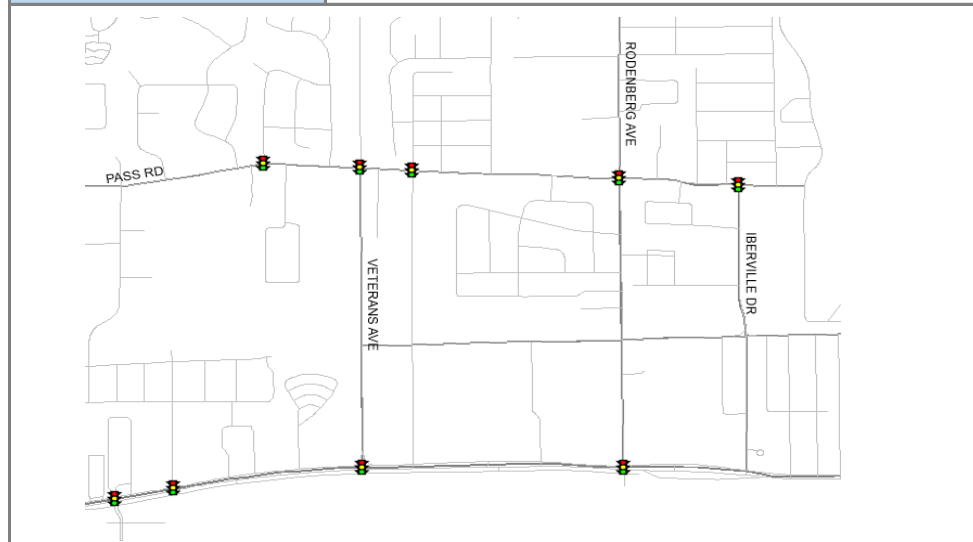 RODENBERG AVE
PASS RD
VETERANS AVE
IBERVILLE DR